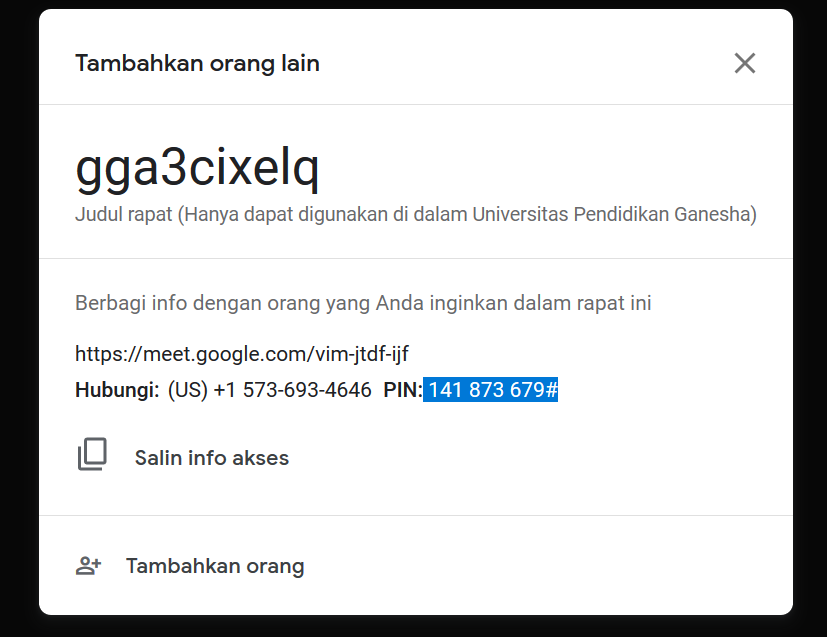 Tambahkan orang lain
gga3cixelq
Judul rapat (Hanya dapat digunakan di dalam Universitas Pendidikan Ganesha)
Berbagi info dengan orang yang Anda inginkan dalam rapat ini
https://meet.google.com/vim-jtdf-ijf
Hubungi: (US) +1 573-693-4646 PIN: 141 873 679#
Salin info akses
Tambahkan orang